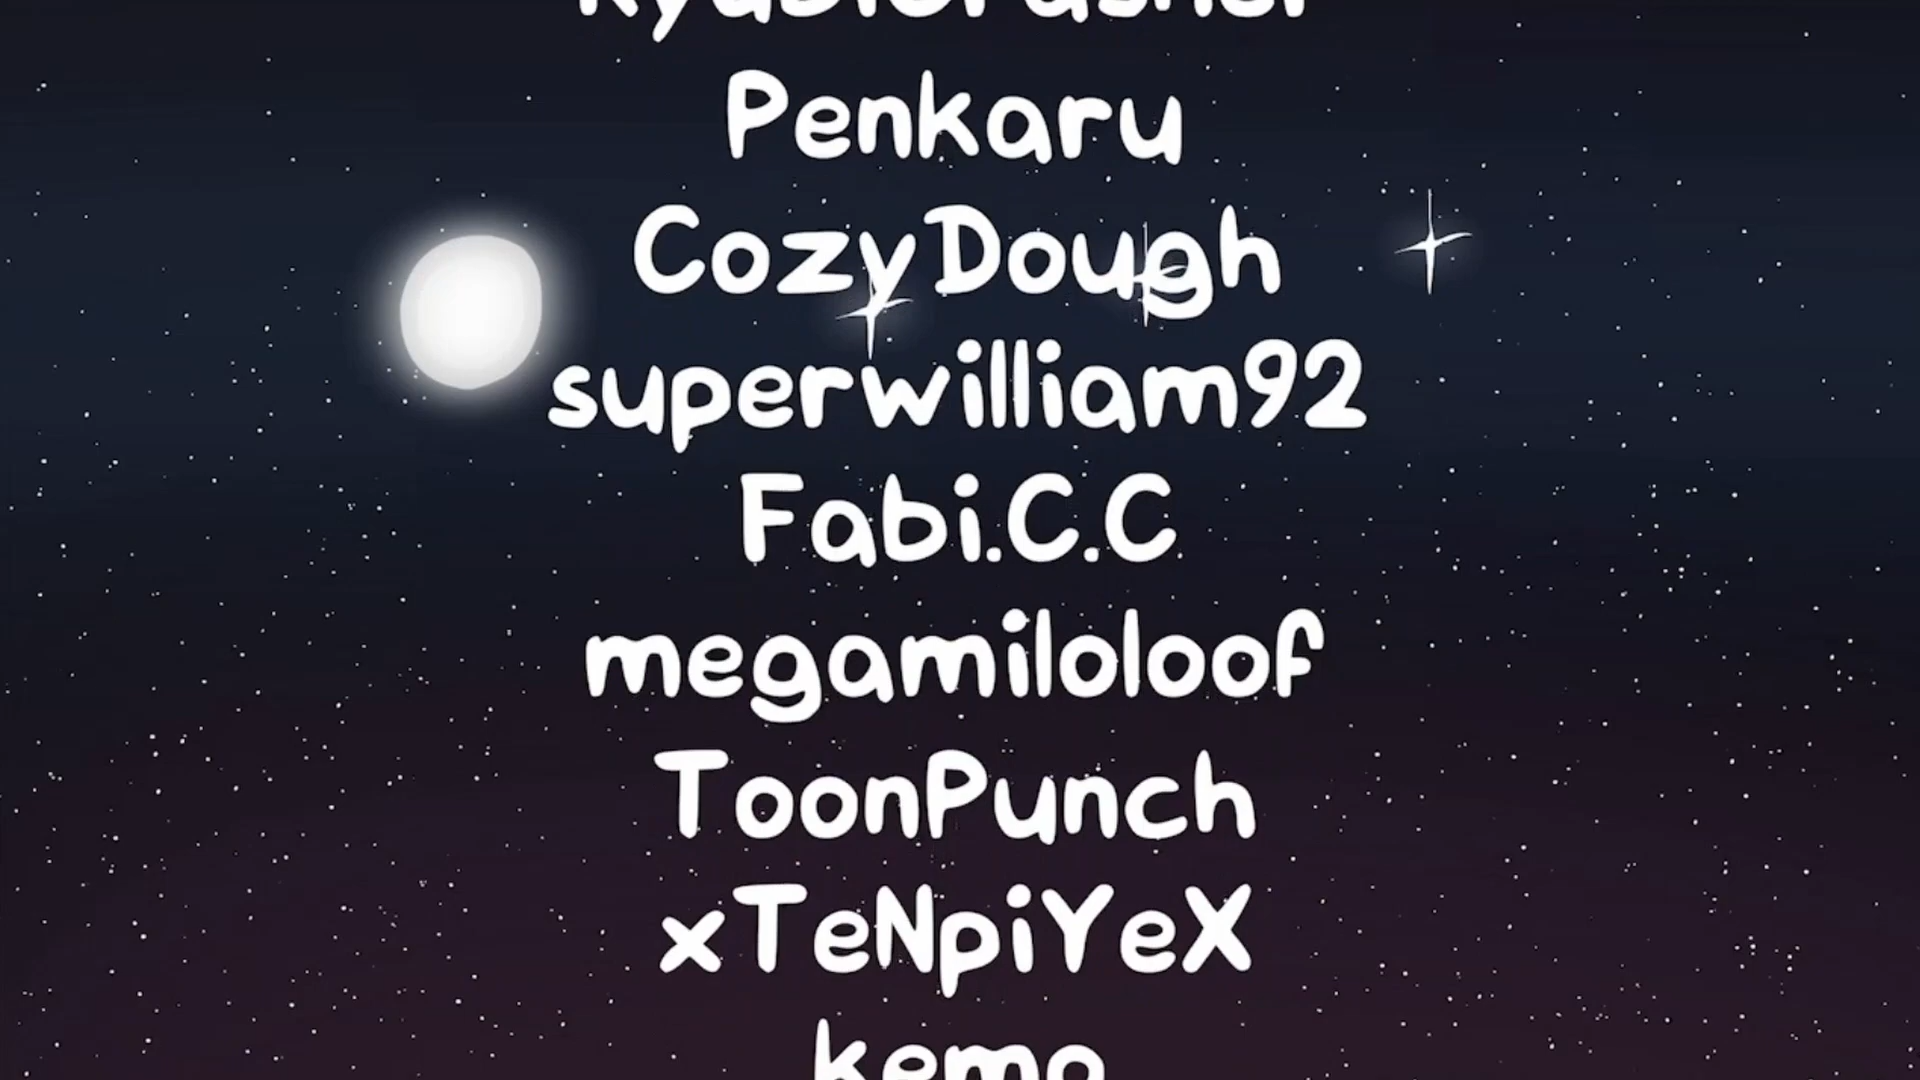 Penkaru
CozyDough
superwilliam92
Fabi.C.C
megamiloloof
ToonPunch
xTeNpiYeX